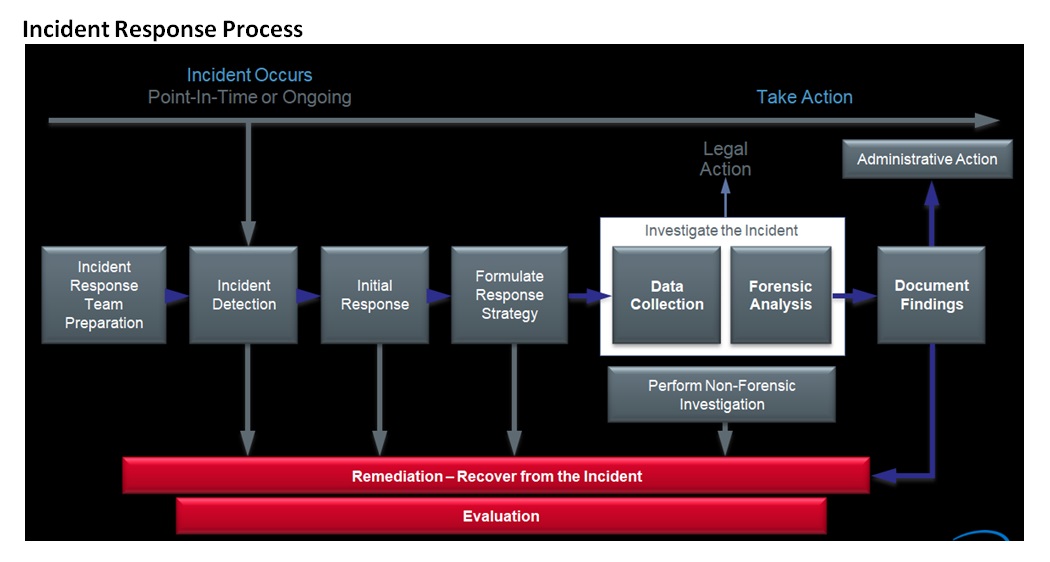 Incident Response Process
Incident Occurs
Point-In-Time or Ongoing
Take Action
Legal
Action
Administrative Action
Investigate the Incident
Incident
Response
Team
Preparation
Incident
Detection
Initial
Response
Formulate
Response
Strategy
Data
Collection
Forensic
Analysis
Document
Findings
Perform Non-Forensic
Investigation
Remediation – Recover from the Incident
Evaluation